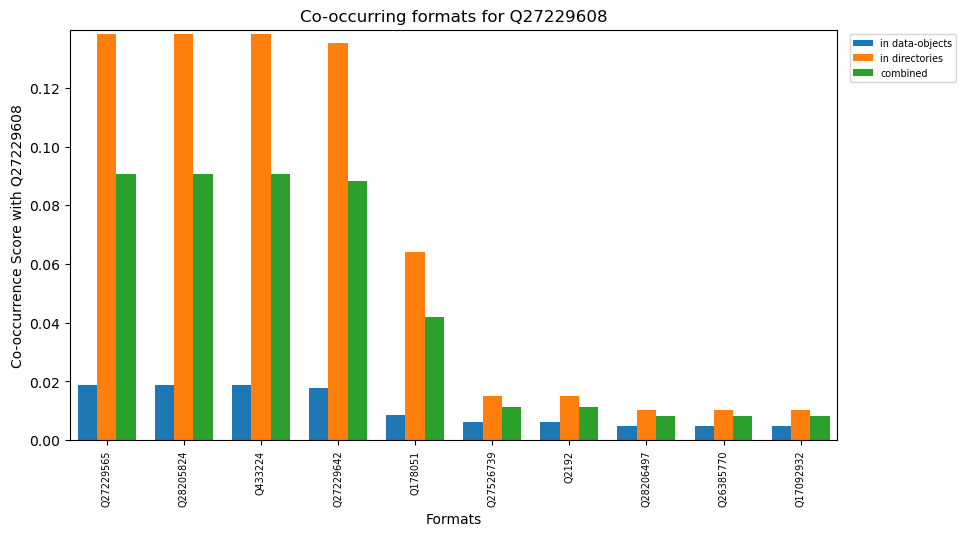 Co-occurring formats for Q27229608
in data-objects
in directories
combined
Co-occurrence Score with Q27229608
0.12
0.10
0.08
0.06
0.04
0.02
0.00
Q27229565
Q28205824
Q433224
Q27229642
Q178051
Q27526739
Q2192
Q28206497
Q26385770
Q17092932
Formats